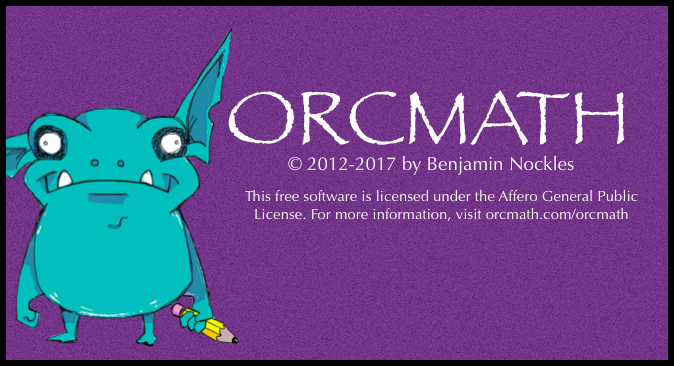 ORCMATH
© 2012-2017 by Benjamin Nockles
This free software is licensed under the Affero General Public
License. For more information, visit orcmath.com/orcmath